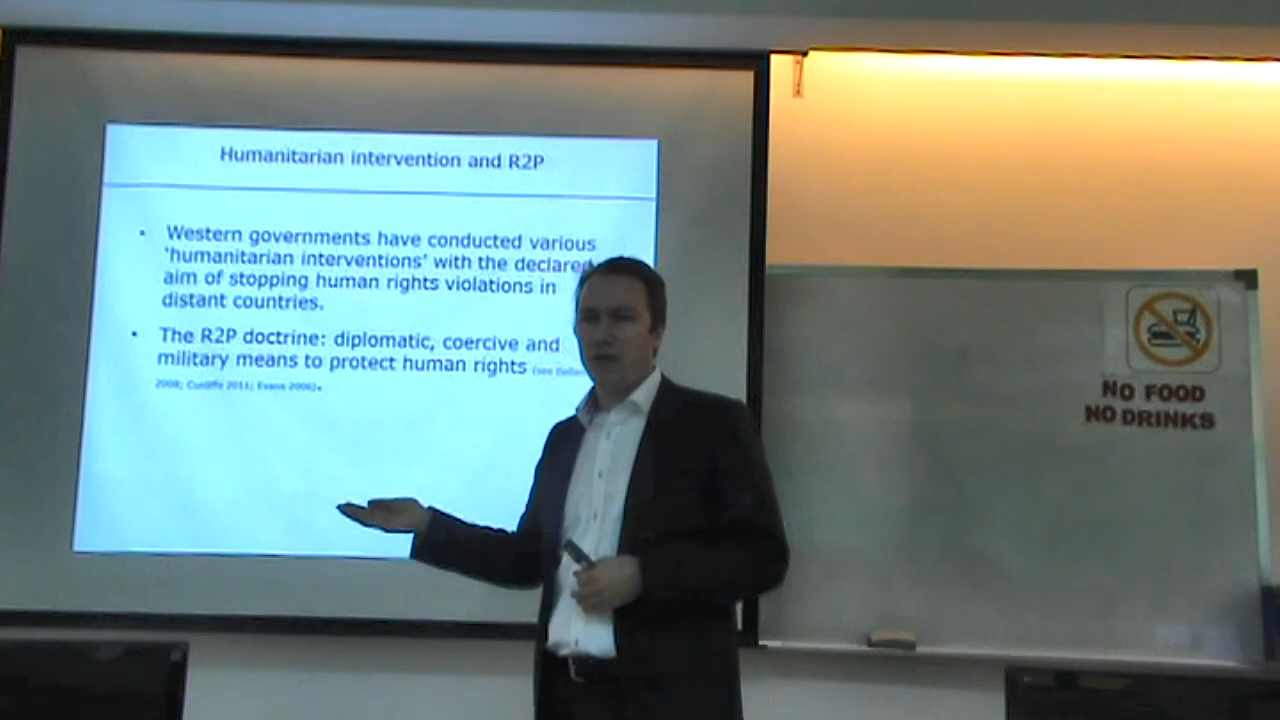 Humanitarian intervention and R2P
• Western governments have conducted various
'humanitarian interventions' with the declared
aim of stopping human rights violations in
distant countries.
• The R2P doctrine: diplomatic, coercive and
military means to protect human rights (see
2008; Cunliffe 2011; Evans 2006).
NO FOOD
NO DRINKS